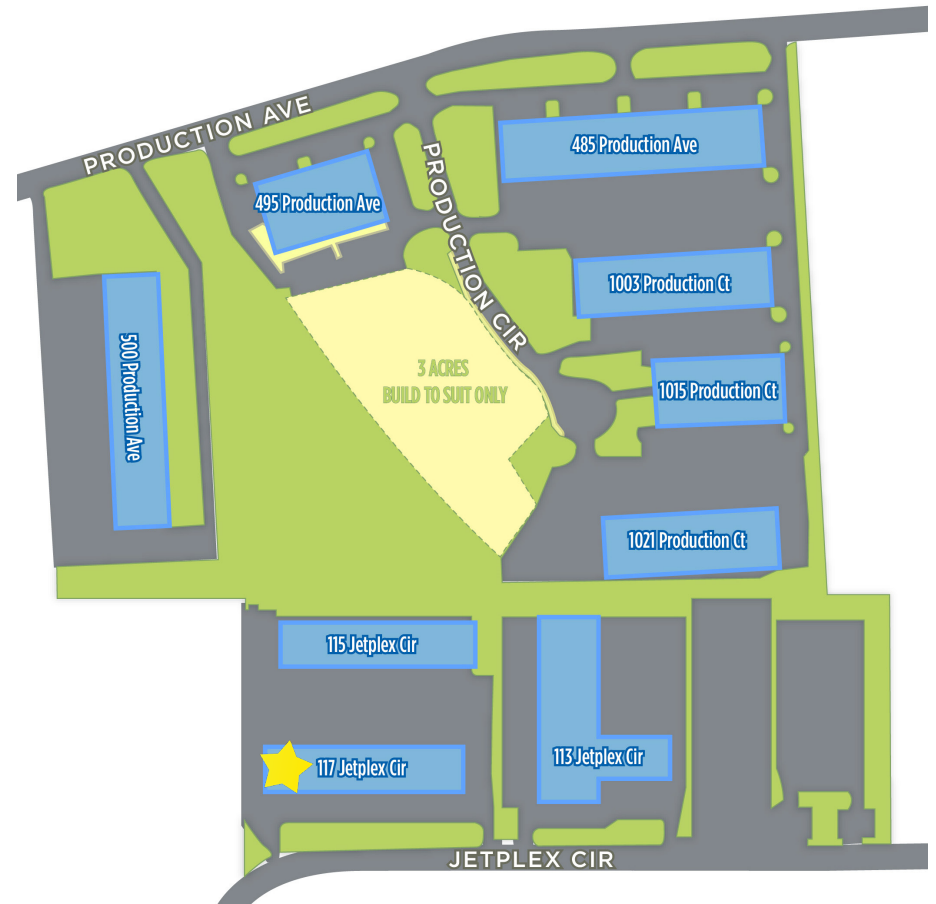 PRODUCTION AVE
485 Production Ave
495 Production Ave
PRODUCTION CIR
1003 Production Ct
500 Production Ave
3 ACRES
BUILD TO SUIT ONLY
1015 Production Ct
1021 Production Ct
115 Jetplex Cir
113 Jetplex Cir
117 Jetplex Cir
JETPLEX CIR